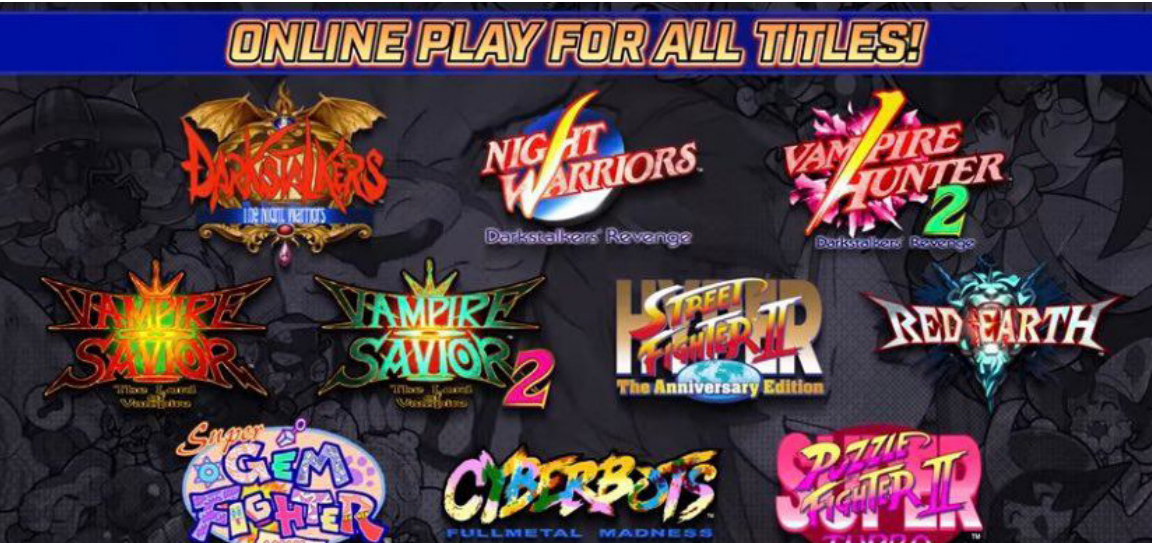 ONLINE PLAY FOR ALL TITLES!
DARKSTALKERS
The Night Warriors
NIGHT
WARRIORS
Darkstalkers' Revenge
VAMPIRE
HUNTER
2
Darkstalkers' Revenge
VAMPIRE
SAVIOR
The Lord
of
Vampire
VAMPIRE
SAVIOR
2
The Lord
of
Vampire
HYPER
STREET
FIGHTER II
The Anniversary Edition
RED EARTH
Super
GEM
FIGHTER
CYBERBOTS
FULLMETAL MADNESS
SUPER
PUZZLE
FIGHTER II
TURBO
TM